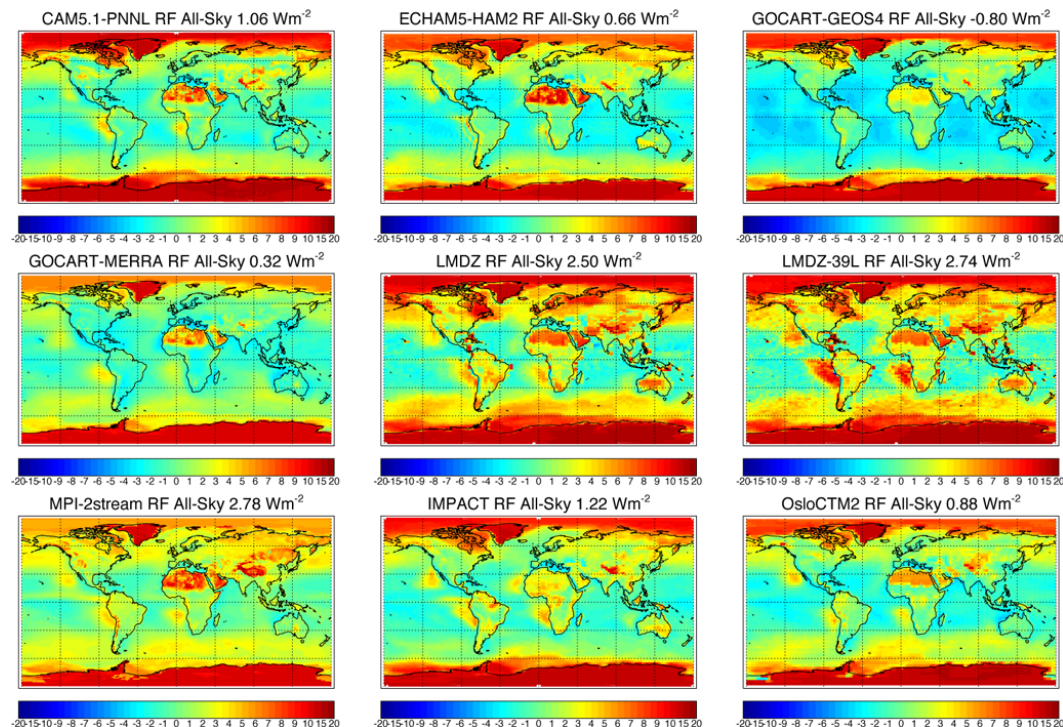 CAM5.1-PNNL RF All-Sky 1.06 Wm-2
ECHAM5-HAM2 RF All-Sky 0.66 Wm-2
GOCART-GEOS4 RF All-Sky -0.80 Wm-2
-20-15-10-9 -8 -7 -6 -5 -4 -3 -2 -1 0 1 2 3 4 5 6 7 8 9 10 15 20
-20-15-10-9 -8 -7 -6 -5 -4 -3 -2 -1 0 1 2 3 4 5 6 7 8 9 10 15 20
-20-15-10-9 -8 -7 -6 -5 -4 -3 -2 -1 0 1 2 3 4 5 6 7 8 9 10 15 20
GOCART-MERRA RF All-Sky 0.32 Wm-2
LMDZ RF All-Sky 2.50 Wm-2
LMDZ-39L RF All-Sky 2.74 Wm-2
-20-15-10-9 -8 -7 -6 -5 -4 -3 -2 -1 0 1 2 3 4 5 6 7 8 9 10 15 20
-20-15-10-9 -8 -7 -6 -5 -4 -3 -2 -1 0 1 2 3 4 5 6 7 8 9 10 15 20
-20-15-10-9 -8 -7 -6 -5 -4 -3 -2 -1 0 1 2 3 4 5 6 7 8 9 10 15 20
MPI-2stream RF All-Sky 2.78 Wm-2
IMPACT RF All-Sky 1.22 Wm-2
OsloCTM2 RF All-Sky 0.88 Wm-2
-20-15-10-9 -8 -7 -6 -5 -4 -3 -2 -1 0 1 2 3 4 5 6 7 8 9 10 15 20
-20-15-10-9 -8 -7 -6 -5 -4 -3 -2 -1 0 1 2 3 4 5 6 7 8 9 10 15 20
-20-15-10-9 -8 -7 -6 -5 -4 -3 -2 -1 0 1 2 3 4 5 6 7 8 9 10 15 20